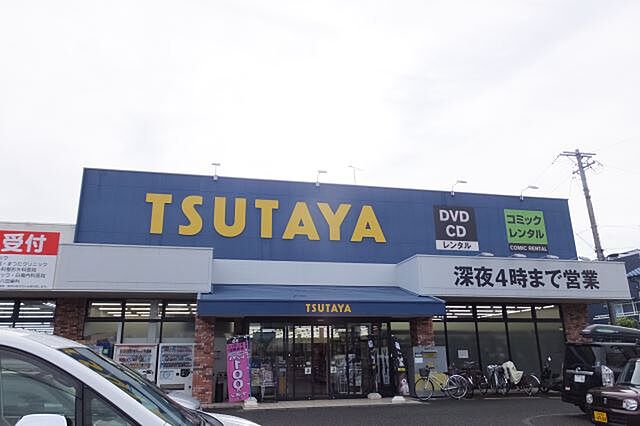 TSUTAYA
DVD
CD
レンタル
コミック
レンタル
COMIC RENTAL
深夜4時まで営業
TSUTAYA
受付
100